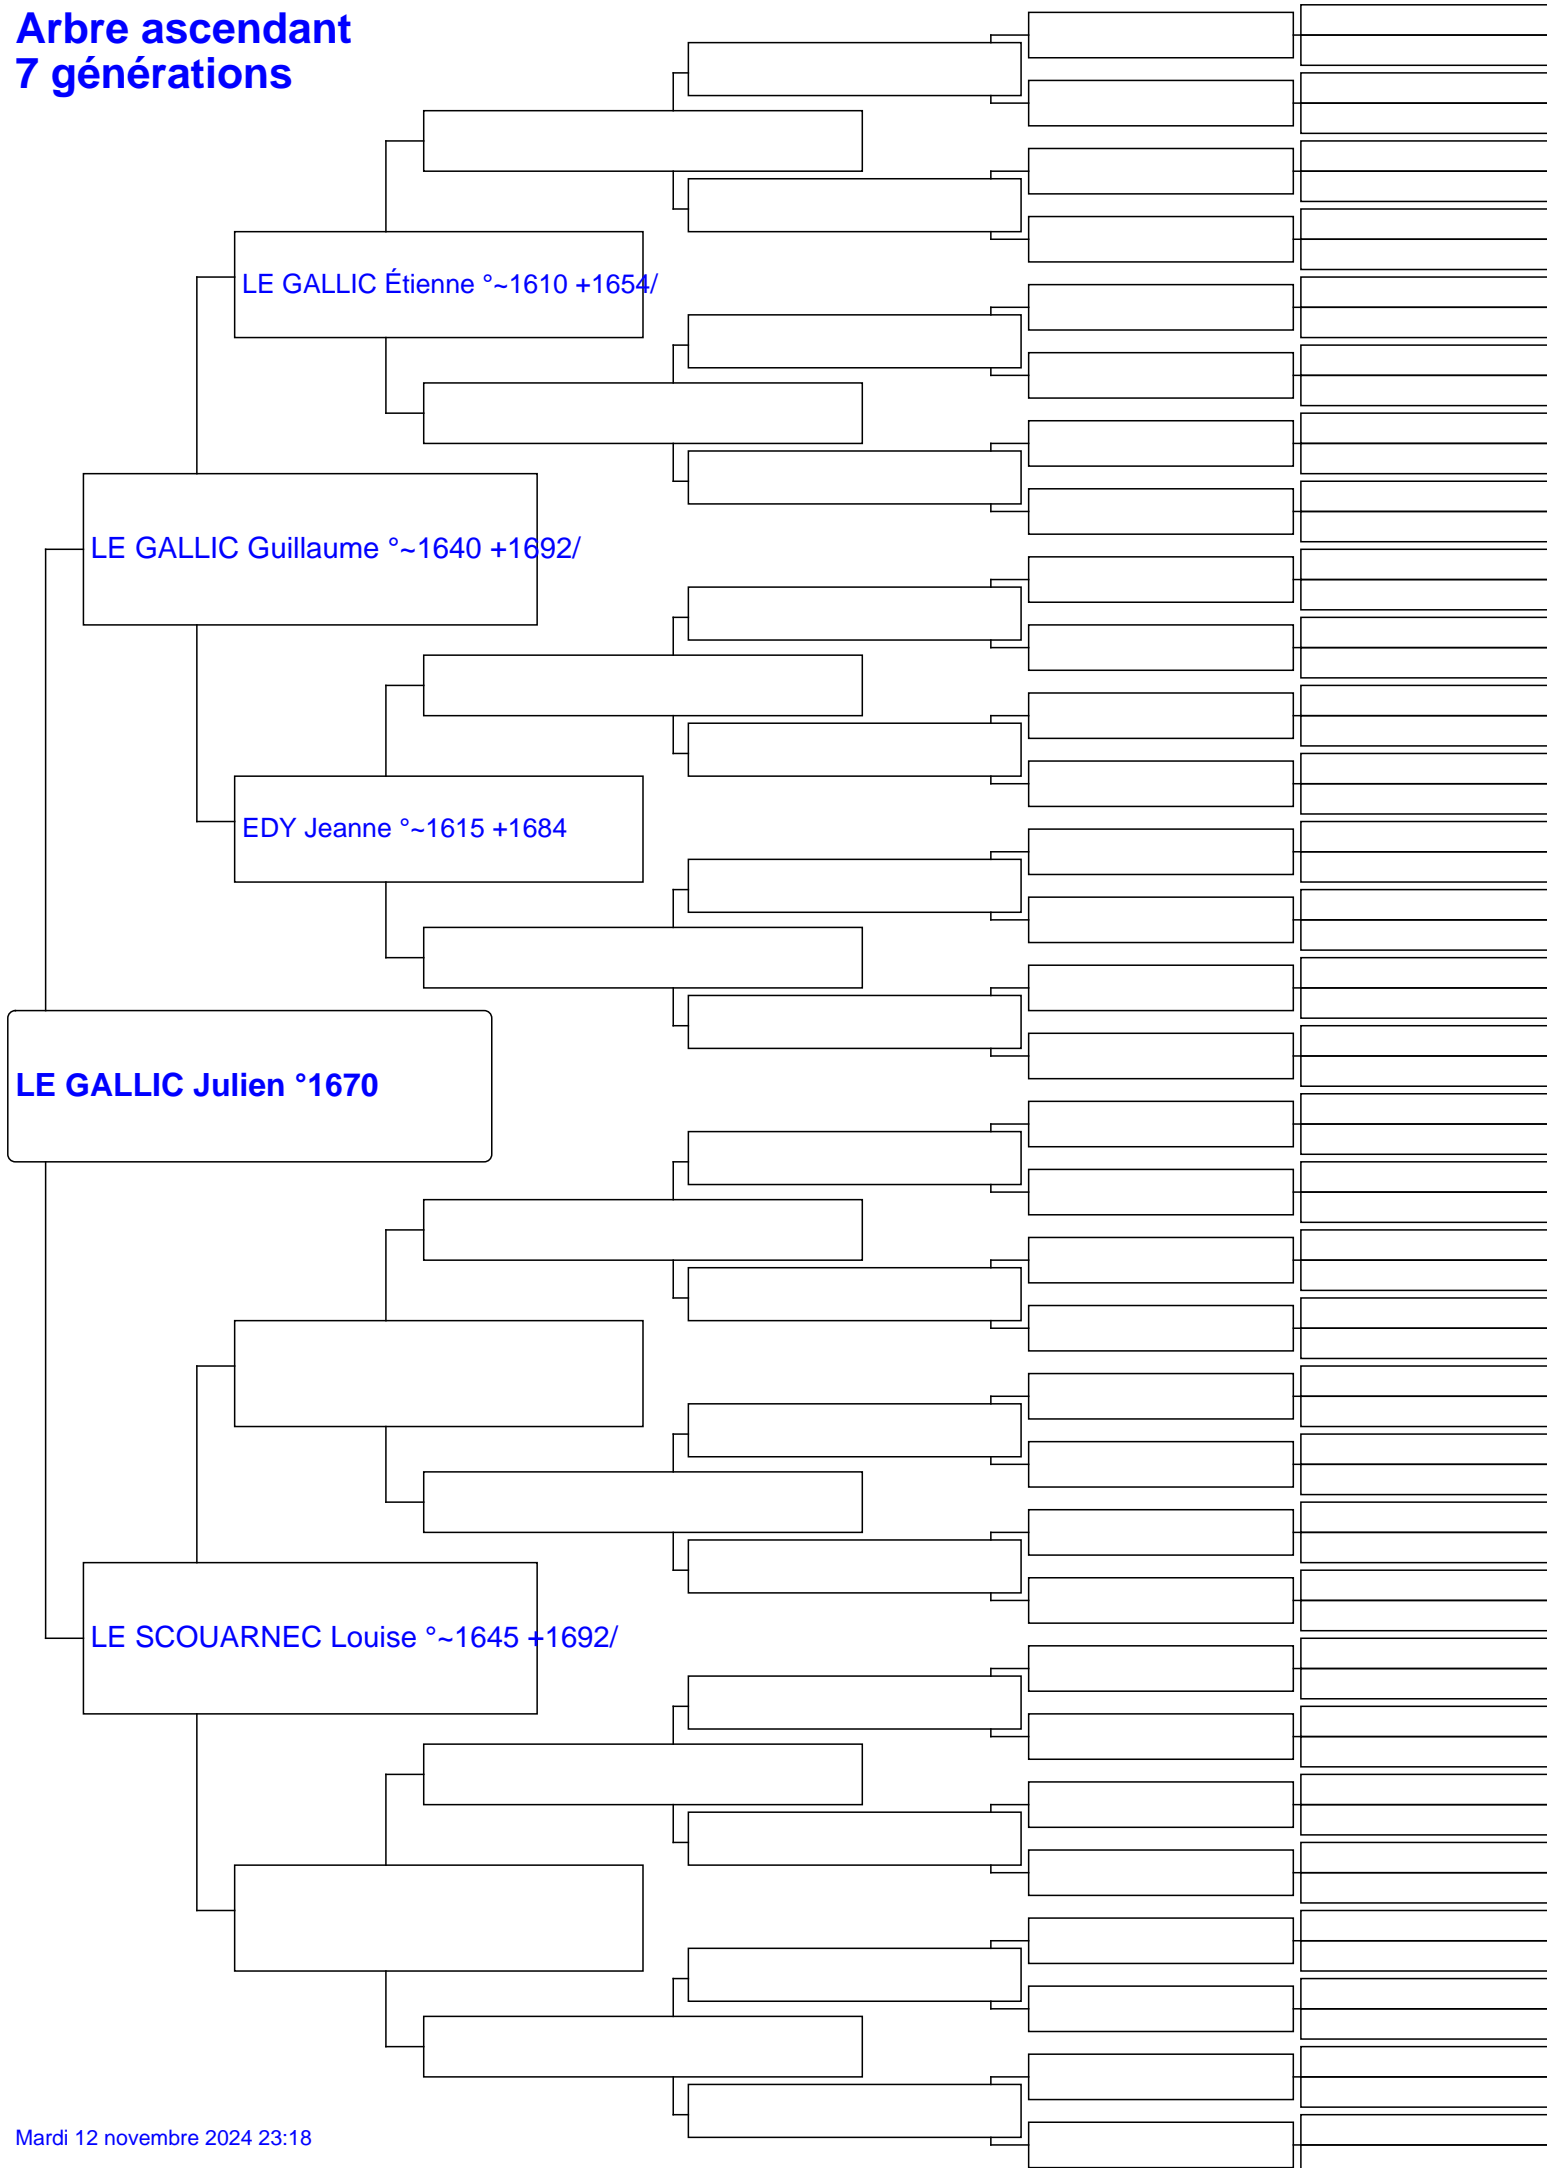 Arbre ascendant
7 générations
LE GALLIC Étienne °~1610 +1654/
LE GALLIC Guillaume °~1640 +1692/
EDY Jeanne °~1615 +1684
LE GALLIC Julien °1670
LE SCOUARNEC Louise °~1645 +1692/
Mardi 12 novembre 2024 23:18